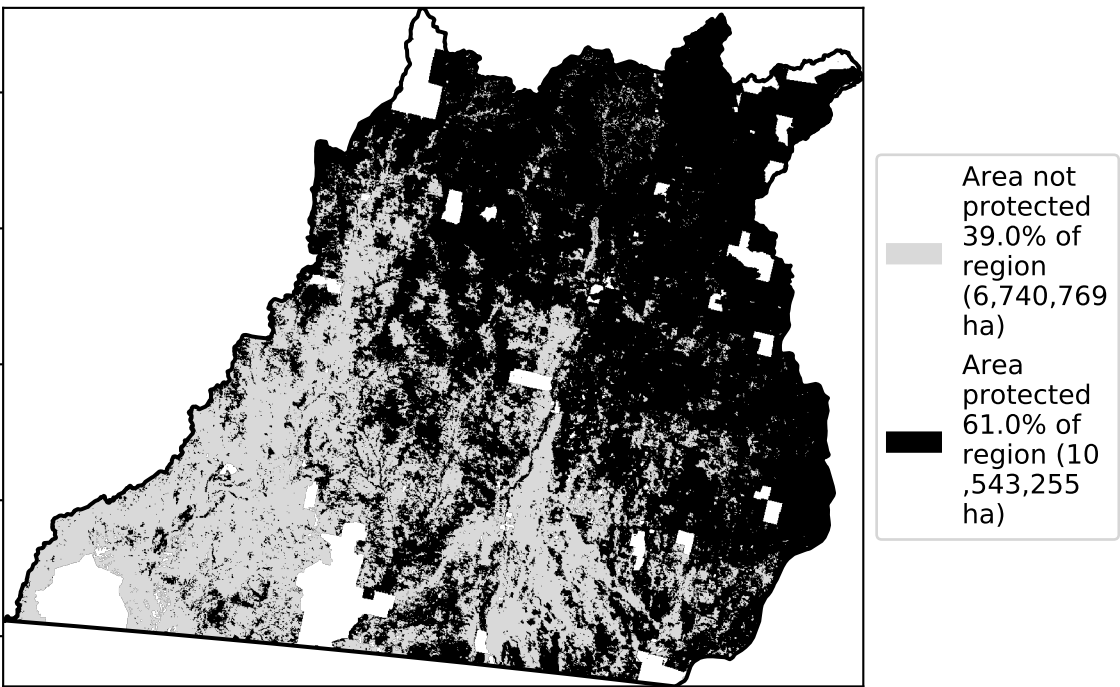 Area not
protected
39.0% of
region
(6,740,769
ha)
Area
protected
61.0% of
region (10
,543,255
ha)